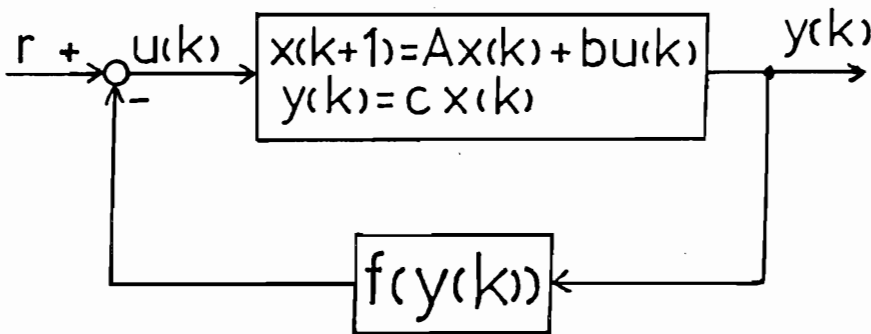 r + u(k)
x(k+1)=Ax(k)+bu(k)
y(k)=cx(k)
y(k)
-
f(y(k))